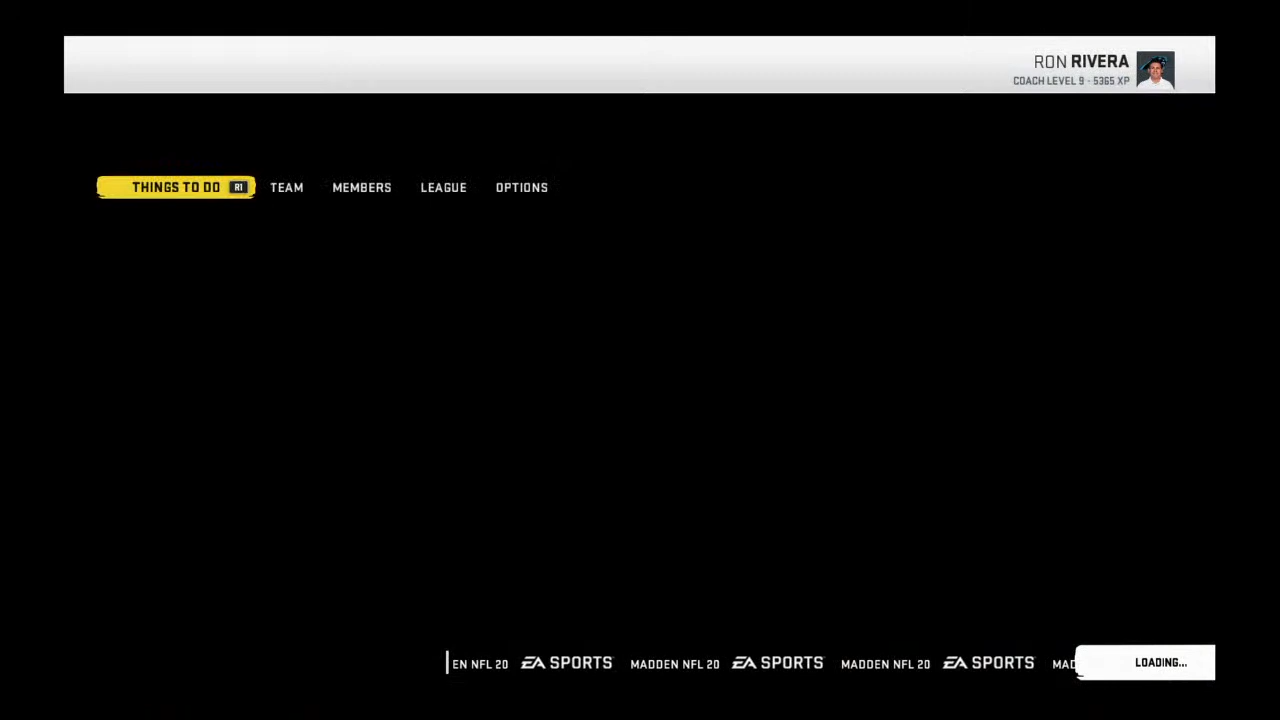 RON RIVERA
COACH LEVEL 9 - 5365 XP
THINGS TO DO R1 TEAM MEMBERS LEAGUE OPTIONS
EN NFL 20 EA SPORTS MADDEN NFL 20 EA SPORTS MADDEN NFL 20 EA SPORTS MAD LOADING...